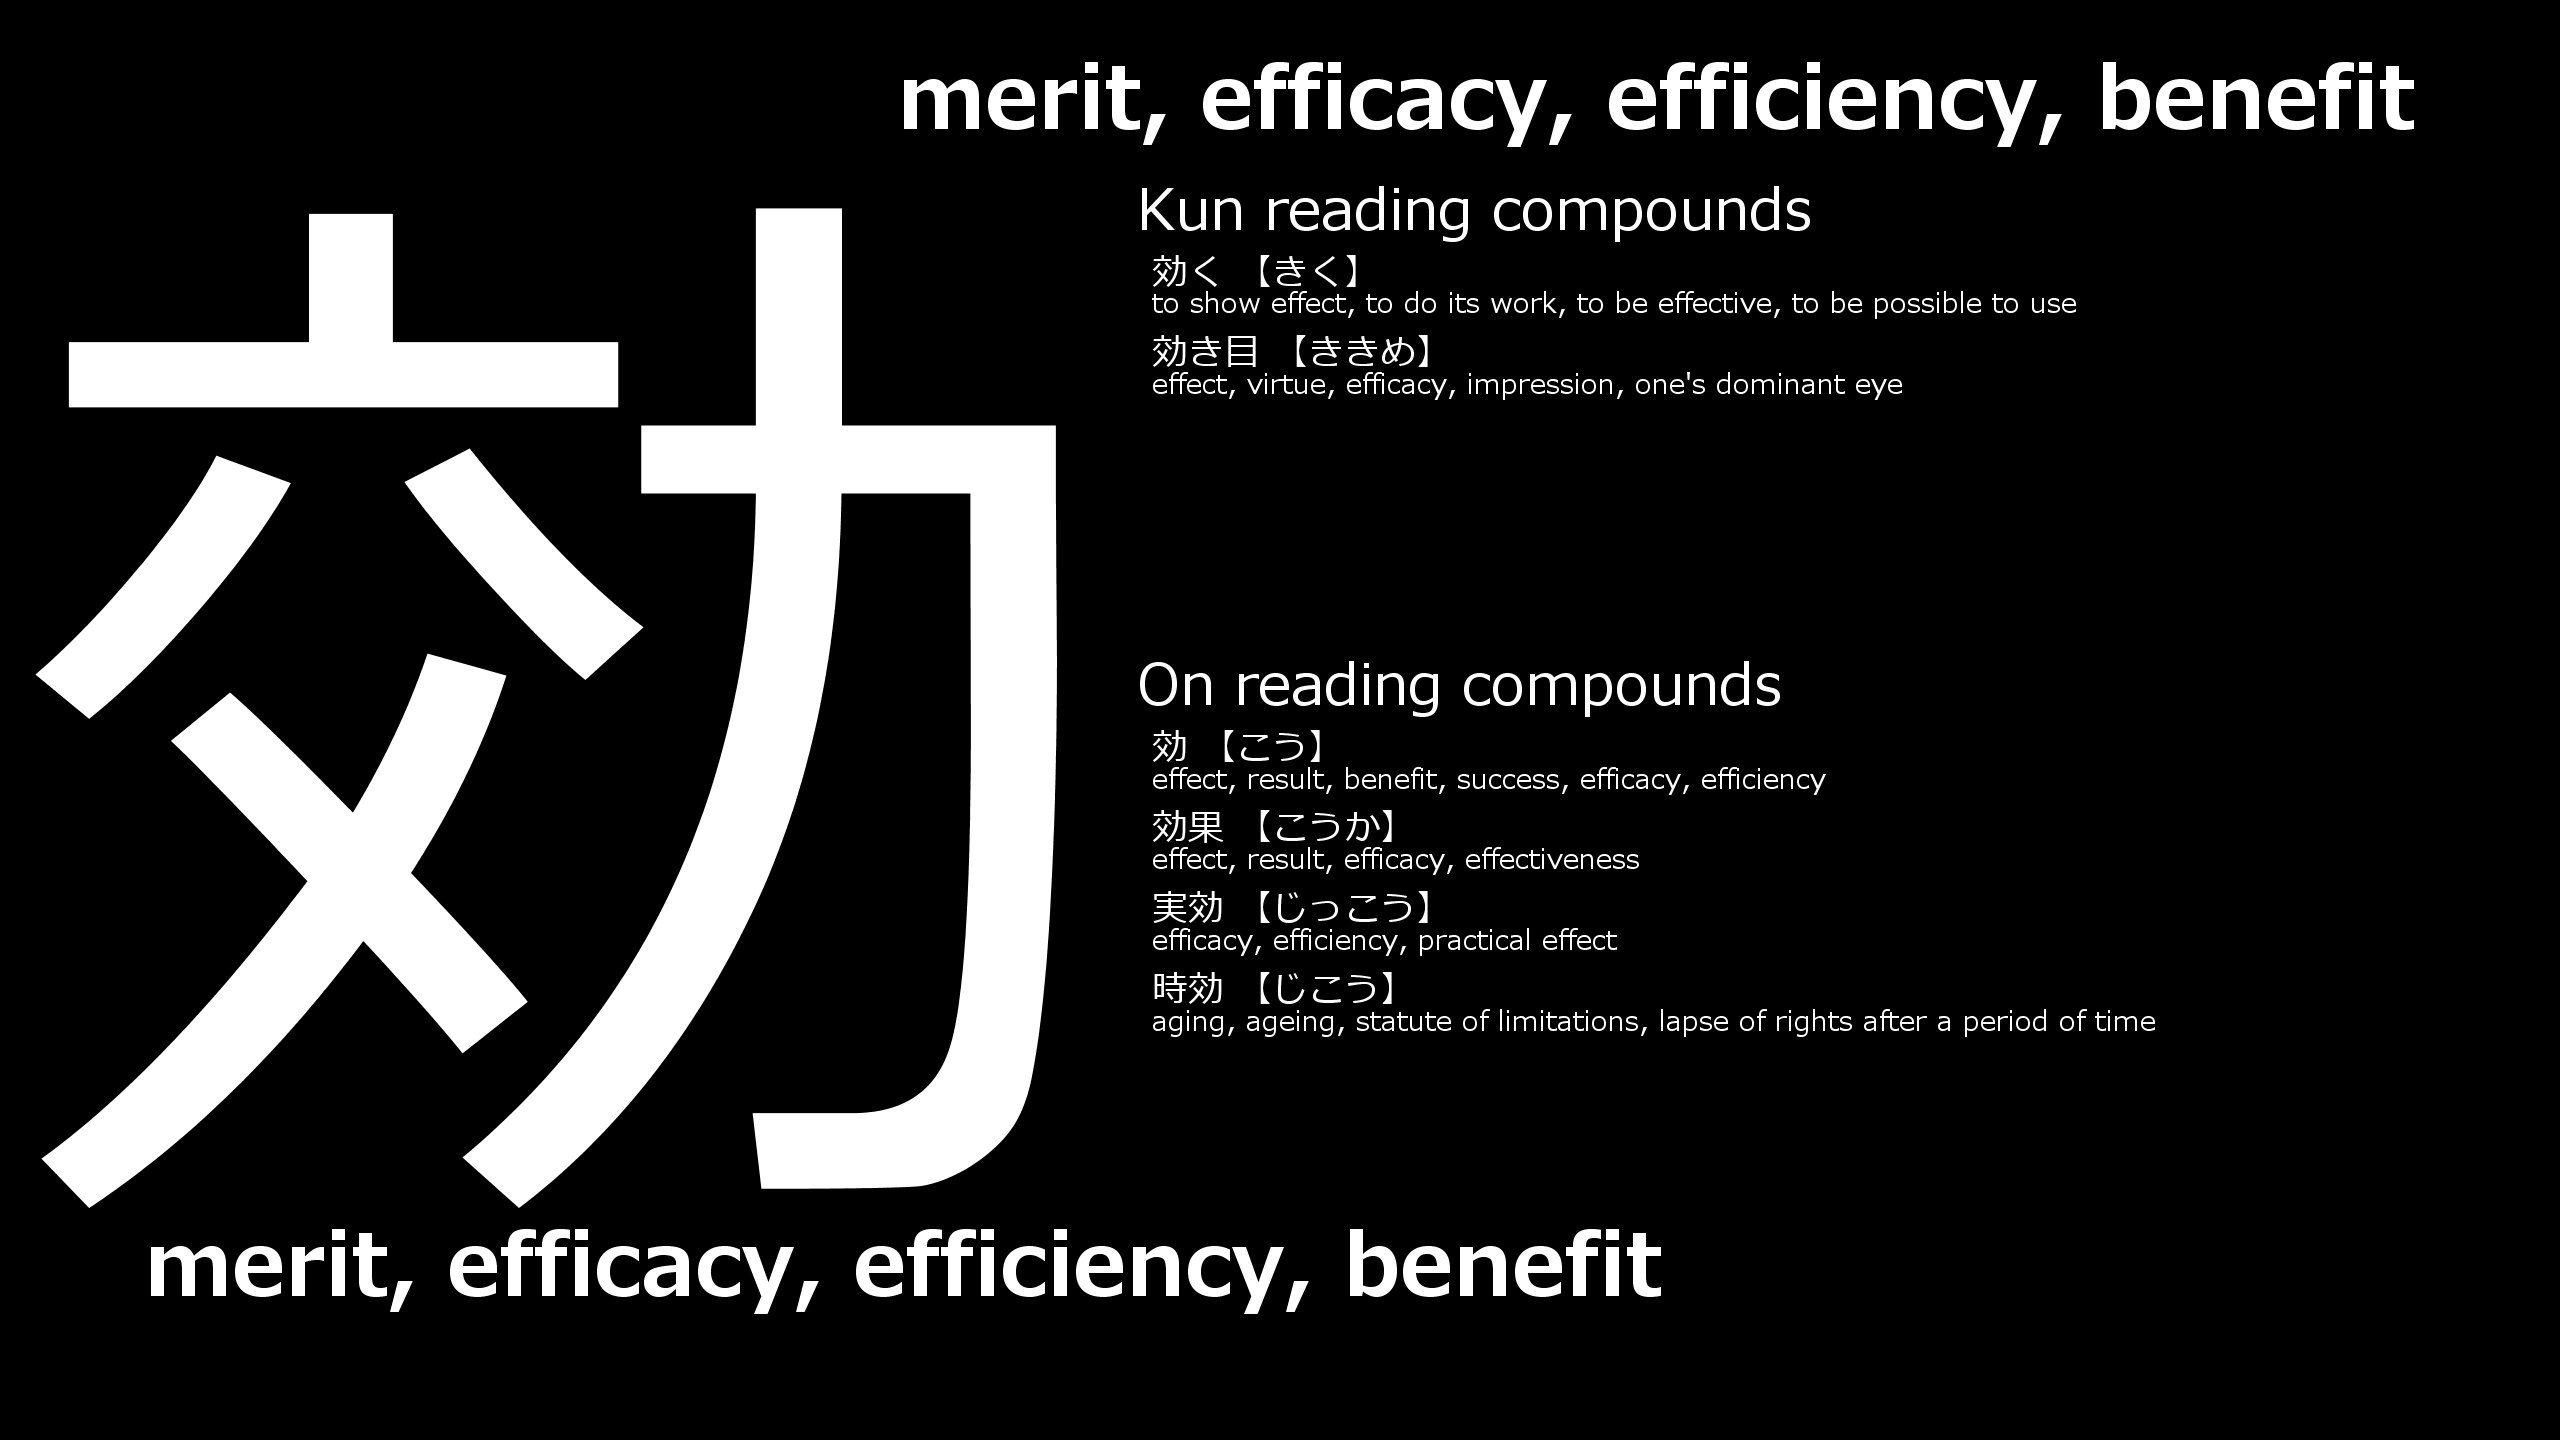 merit, efficacy, efficiency, benefit
効
Kun reading compounds
効く 【きく】
to show effect, to do its work, to be effective, to be possible to use
効き目 【ききめ】
effect, virtue, efficacy, impression, one's dominant eye
On reading compounds
効 【こう】
effect, result, benefit, success, efficacy, efficiency
効果 【こうか】
effect, result, efficacy, effectiveness
実効 【じっこう】
efficacy, efficiency, practical effect
時効 【じこう】
aging, ageing, statute of limitations, lapse of rights after a period of time
merit, efficacy, efficiency, benefit